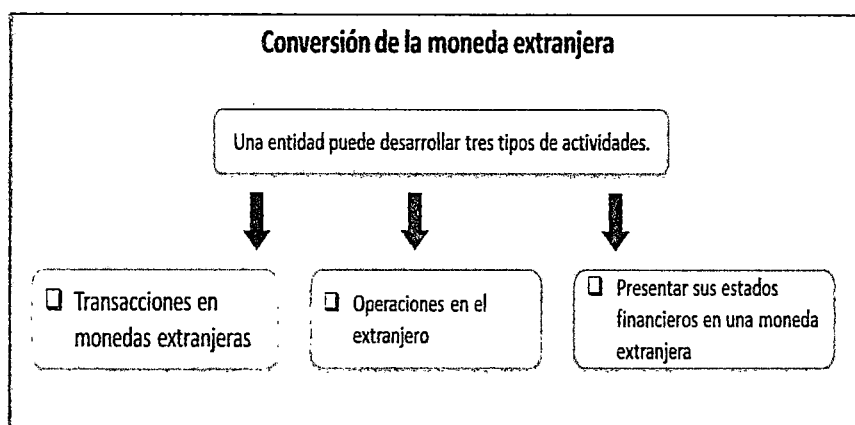 Conversión de la moneda extranjera
Una entidad puede desarrollar tres tipos de actividades.
❑ Transacciones en
monedas extranjeras
❑ Operaciones en el
extranjero
❑ Presentar sus estados
financieros en una moneda
extranjera